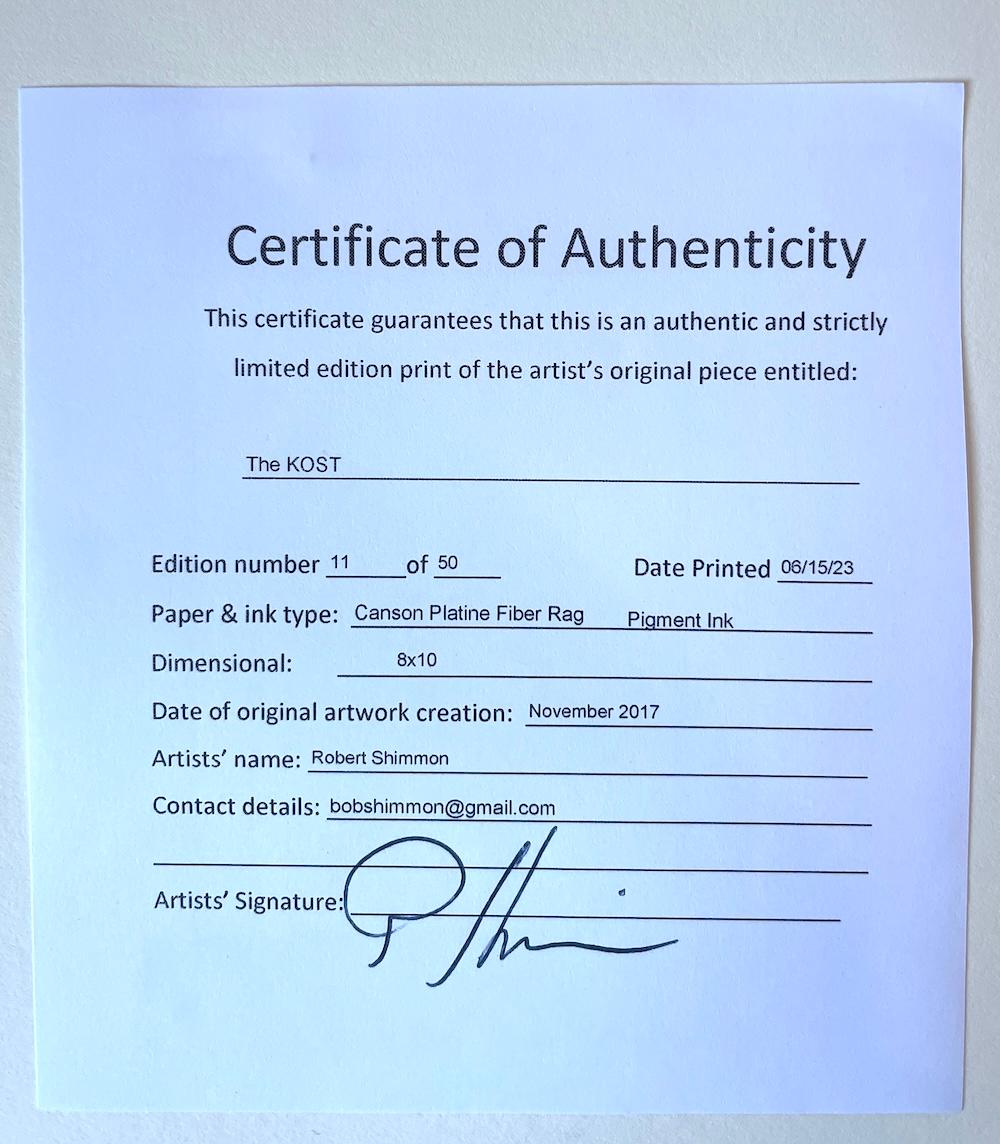 Certificate of Authenticity
This certificate guarantees that this is an authentic and strictly
limited edition print of the artist's original piece entitled:
The KOST
Edition number 11 of 50 Date Printed 06/15/23
Paper & ink type: Canson Platine Fiber Rag Pigment Ink
Dimensional: 8x10
Date of original artwork creation: November 2017
Artists' name: Robert Shimmon
Contact details: bobshimmon@gmail.com
Artists' Signature: